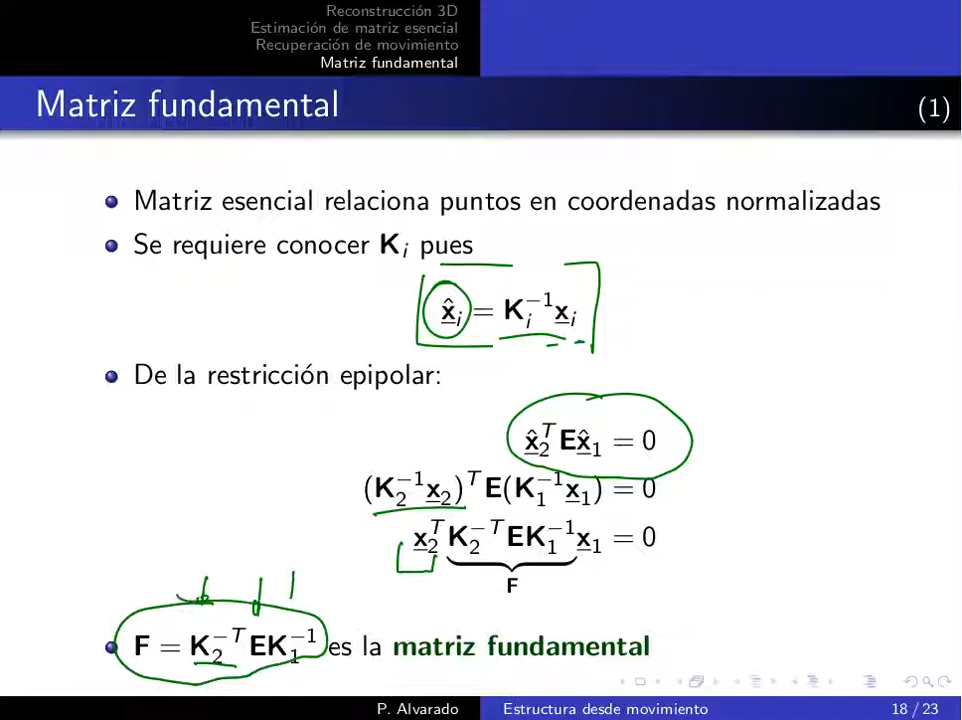 Reconstrucción 3D
Estimación de matriz esencial
Recuperación de movimiento
Matriz fundamental
Matriz fundamental (1)
Matriz esencial relaciona puntos en coordenadas normalizadas
Se requiere conocer K_i pues
x̂_i = K_i^{-1} x_i
De la restricción epipolar:
x̂_2^T E x̂_1 = 0
(K_2^{-1} x_2)^T E (K_1^{-1} x_1) = 0
x_2^T K_2^{-T} E K_1^{-1} x_1 = 0
F
F = K_2^{-T} E K_1^{-1} es la matriz fundamental
P. Alvarado Estructura desde movimiento 18 / 23